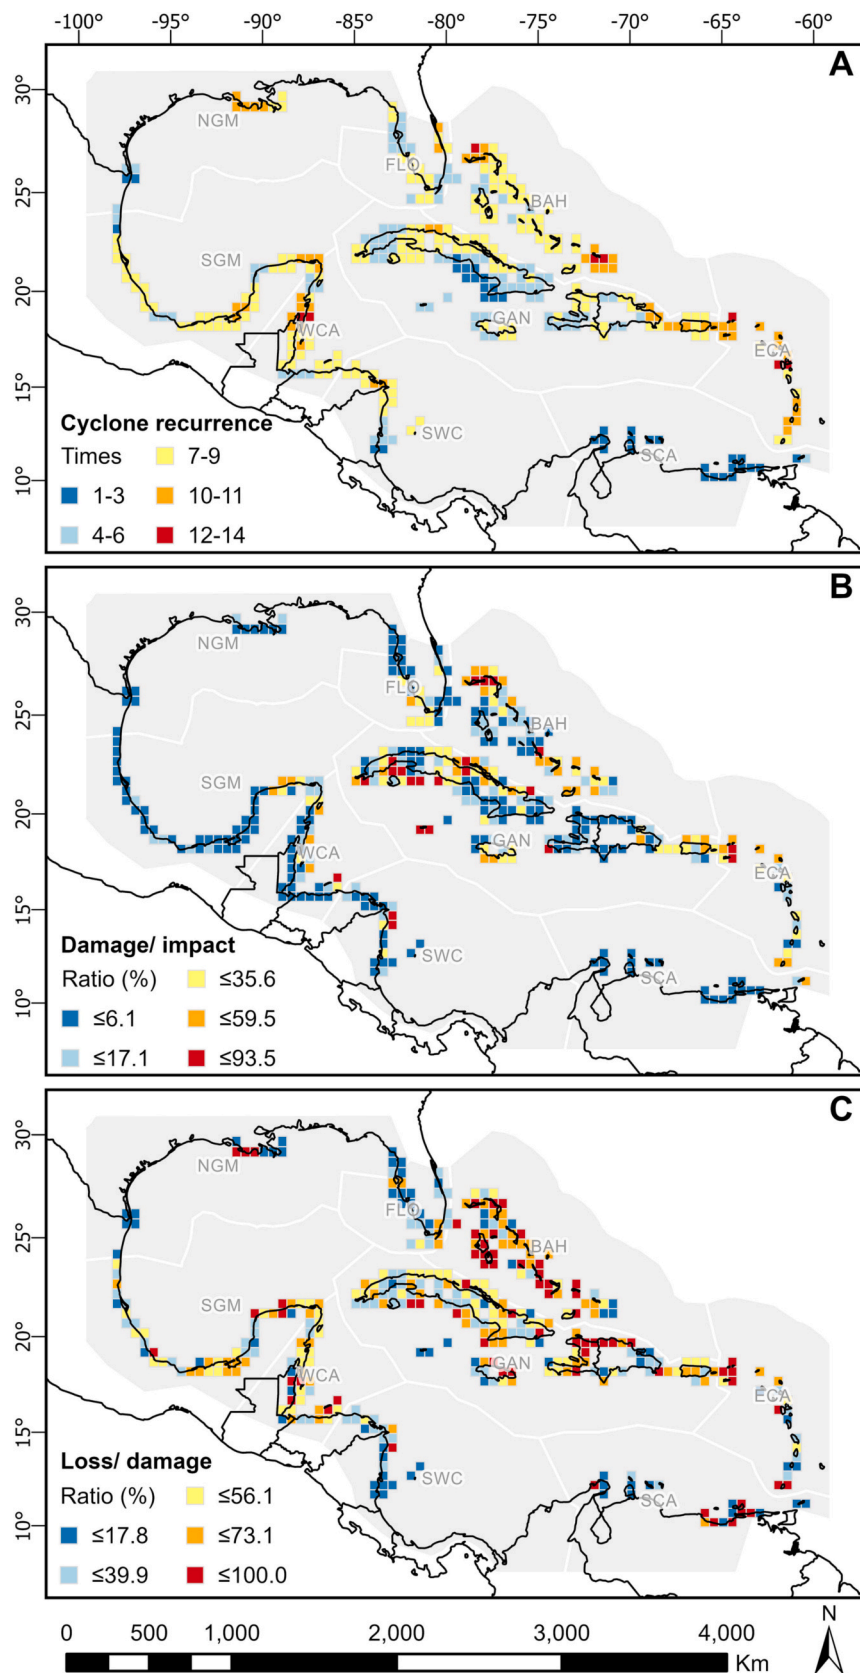 -100° -95° -90° -85° -80° -75° -70° -65° -60°
A
30°
NGM
FLO
25°
BAH
SGM
20°
GAN
WCA
ECA
15°
Cyclone recurrence
SWC
SCA
Times 7-9
10°
1-3 10-11
4-6 12-14
B
30°
NGM
FLO
25°
BAH
SGM
20°
GAN
WCA
ECA
15°
Damage/ impact
SWC
SCA
Ratio (%) ≤35.6
10°
≤6.1 ≤59.5
≤17.1 ≤93.5
C
30°
NGM
FLO
25°
BAH
SGM
20°
GAN
WCA
ECA
15°
Loss/ damage
SWC
SCA
Ratio (%) ≤56.1
10°
≤17.8 ≤73.1
≤39.9 ≤100.0
N
0 500 1,000 2,000 3,000 4,000
Km